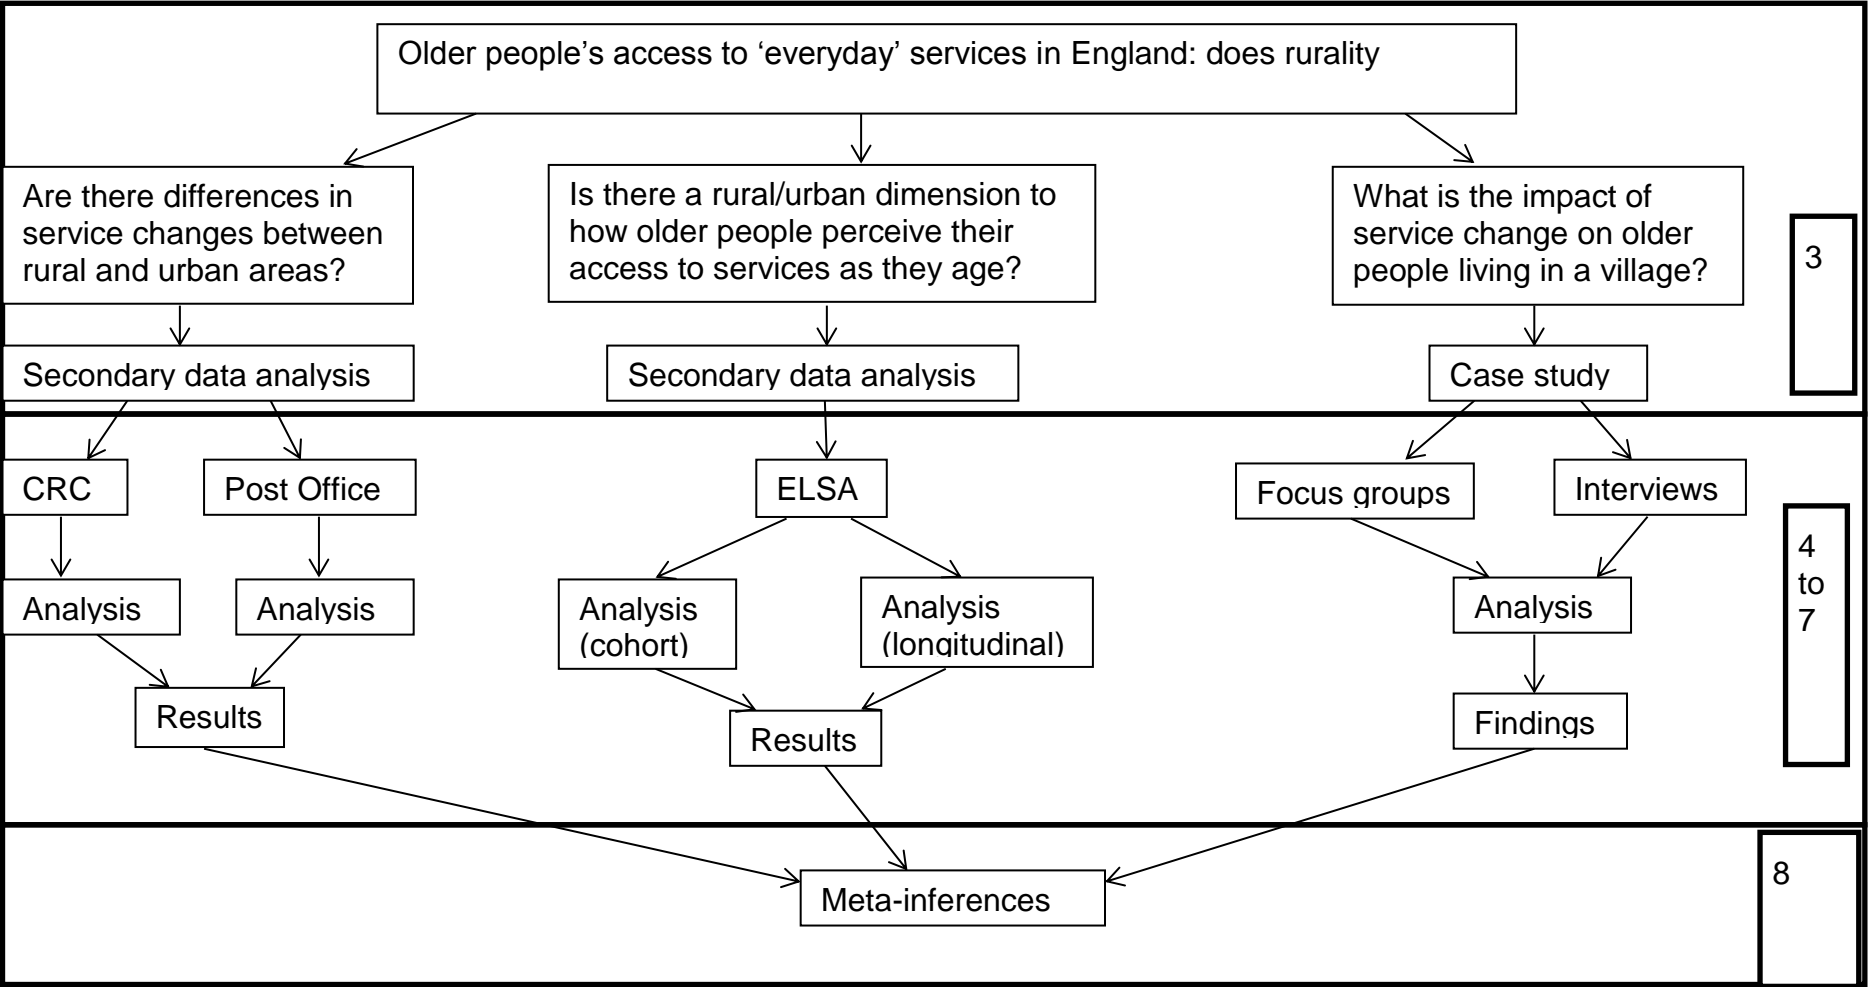 Older people’s access to ‘everyday’ services in England: does rurality
Are there differences in
service changes between
rural and urban areas?
Is there a rural/urban dimension to
how older people perceive their
access to services as they age?
What is the impact of
service change on older
people living in a village?
3
Secondary data analysis
Secondary data analysis
Case study
CRC
Post Office
ELSA
Focus groups
Interviews
4
to
7
Analysis
Analysis
Analysis
(cohort)
Analysis
(longitudinal)
Analysis
Results
Results
Findings
8
Meta-inferences